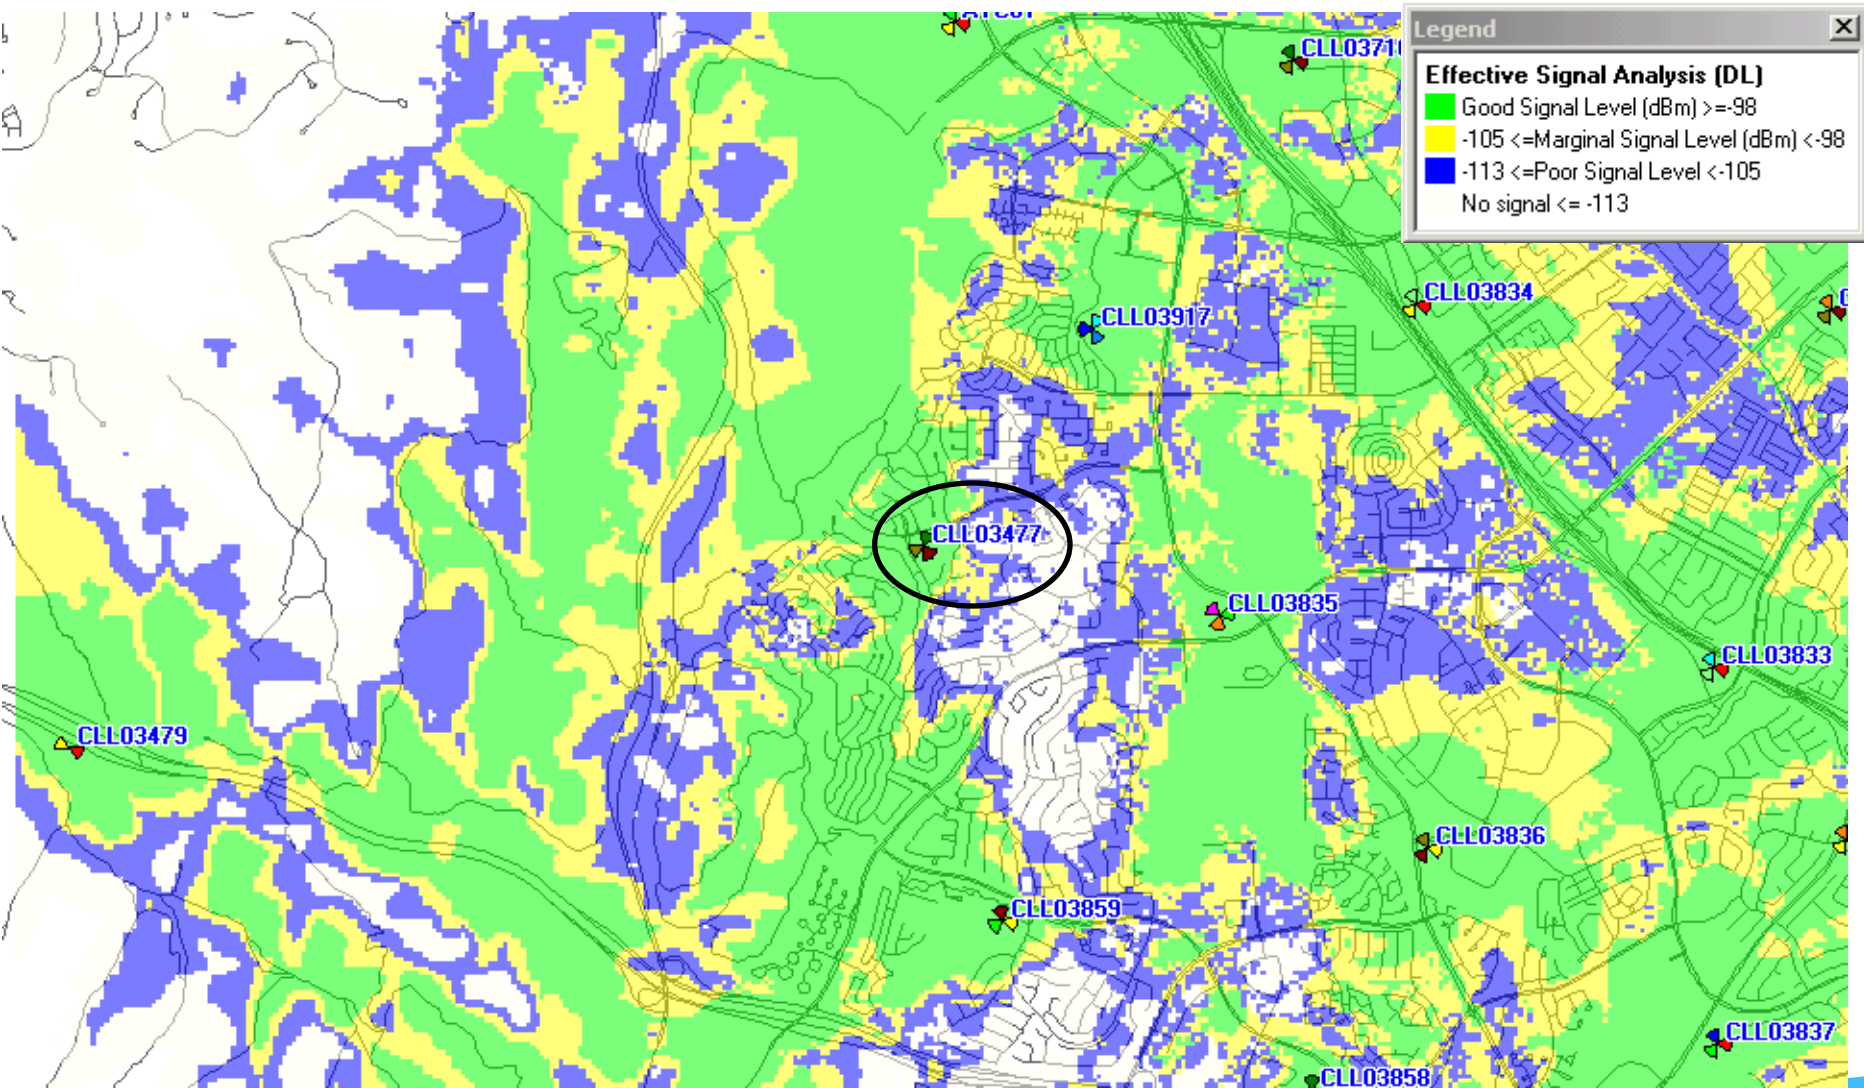 Legend
Effective Signal Analysis (DL)
Good Signal Level (dBm) >=-98
-105 <=Marginal Signal Level (dBm) <-98
-113 <=Poor Signal Level <-105
No signal <= -113
CLL03834
CLL03917
CLL03477
CLL03835
CLL03833
CLL03479
CLL03836
CLL03859
CLL03837
CLL03858